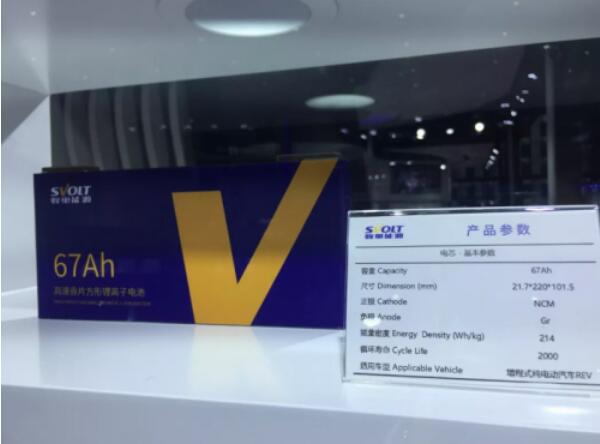 SVOLT
蜂巢能源
67Ah
高速叠片方形锂离子电池
SVOLT
蜂巢能源
产品参数
电芯·基本参数
容量 Capacity 67Ah
尺寸 Dimension (mm) 21.7*220*101.5
正极 Cathode NCM
负极 Anode Gr
能量密度 Energy Density (Wh/kg) 214
循环寿命 Cycle Life 2000
适用车型 Applicable Vehicle 增程式纯电动汽车REV